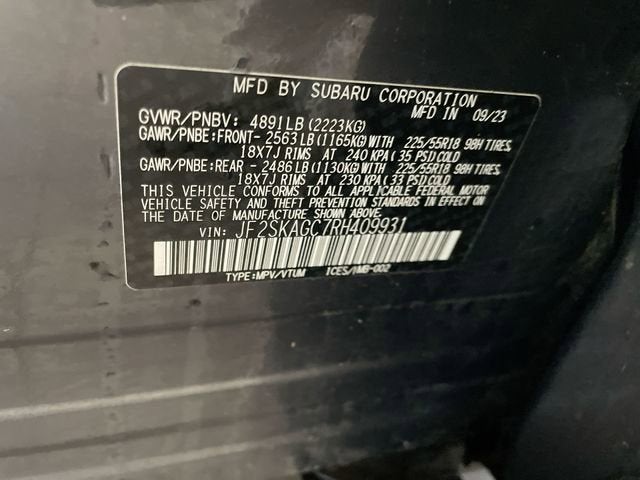 MFD BY SUBARU CORPORATION
MFD IN 09/23
GVWR/PNBV: 4891LB(2223KG)
GAWR/PNBE:FRONT- 2563LB(1165KG)WITH 225/55R18 98H TIRES,
18X7J RIMS AT 240 KPA(35 PSI)COLD
GAWR/PNBE:REAR - 2486LB(1130KG)WITH 225/55R18 98H TIRES,
18X7J RIMS AT 230 KPA(33 PSI)COLD
THIS VEHICLE CONFORMS TO ALL APPLICABLE FEDERAL MOTOR
VEHICLE SAFETY AND THEFT PREVENTION STANDARDS IN EFFECT ON
THE DATE OF MANUFACTURE SHOWN ABOVE.
VIN: JF2SKAGC7RH409931
TYPE:MPV/VTUM ICES/NMB-002